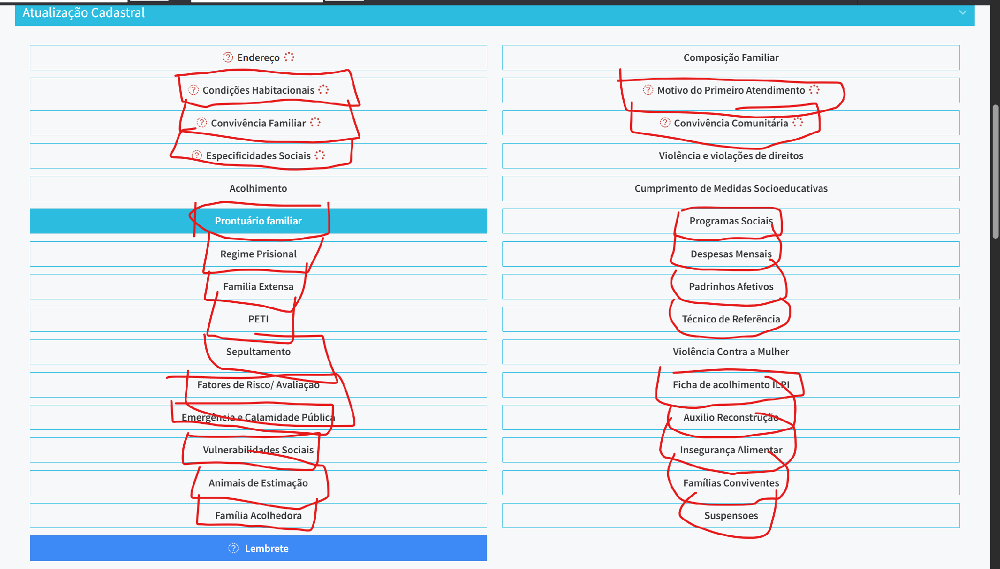 Atualização Cadastral
Endereço
Composição Familiar
Condições Habitacionais
Motivo do Primeiro Atendimento
Convivência Familiar
Convivência Comunitária
Especificidades Sociais
Violência e violações de direitos
Acolhimento
Cumprimento de Medidas Socioeducativas
Prontuário familiar
Programas Sociais
Regime Prisional
Despesas Mensais
Familia Extensa
Padrinhos Afetivos
PETI
Técnico de Referência
Sepultamento
Violência Contra a Mulher
Fatores de Risco/ Avaliação
Ficha de acolhimento ILPI
Emergência e Calamidade Pública
Auxilio Reconstrução
Vulnerabilidades Sociais
Insegurança Alimentar
Animais de Estimação
Famílias Conviventes
Família Acolhedora
Suspensoes
Lembrete